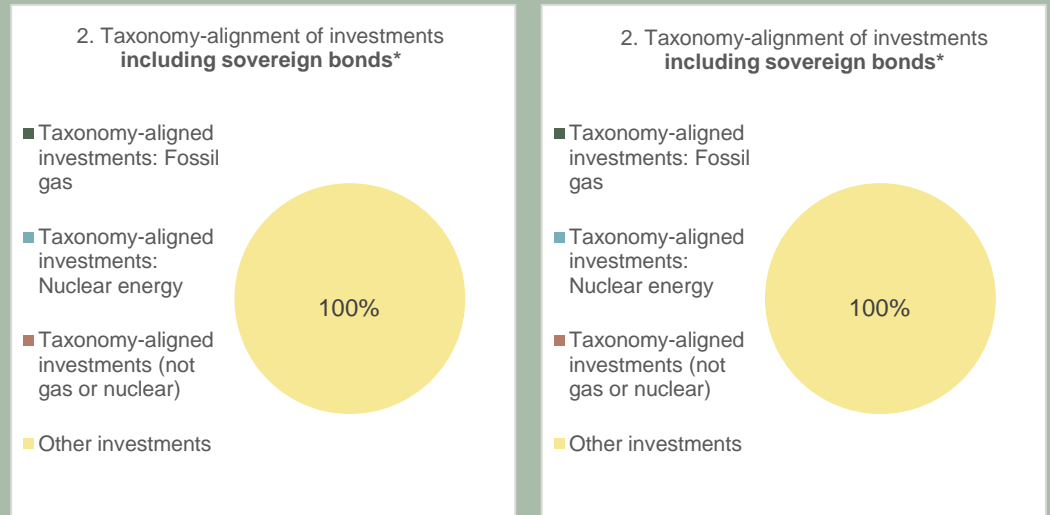 2. Taxonomy-alignment of investments
including sovereign bonds*
Taxonomy-aligned
investments: Fossil
gas
Taxonomy-aligned
investments:
Nuclear energy
Taxonomy-aligned
investments (not
gas or nuclear)
Other investments
100%
2. Taxonomy-alignment of investments
including sovereign bonds*
Taxonomy-aligned
investments: Fossil
gas
Taxonomy-aligned
investments:
Nuclear energy
Taxonomy-aligned
investments (not
gas or nuclear)
Other investments
100%